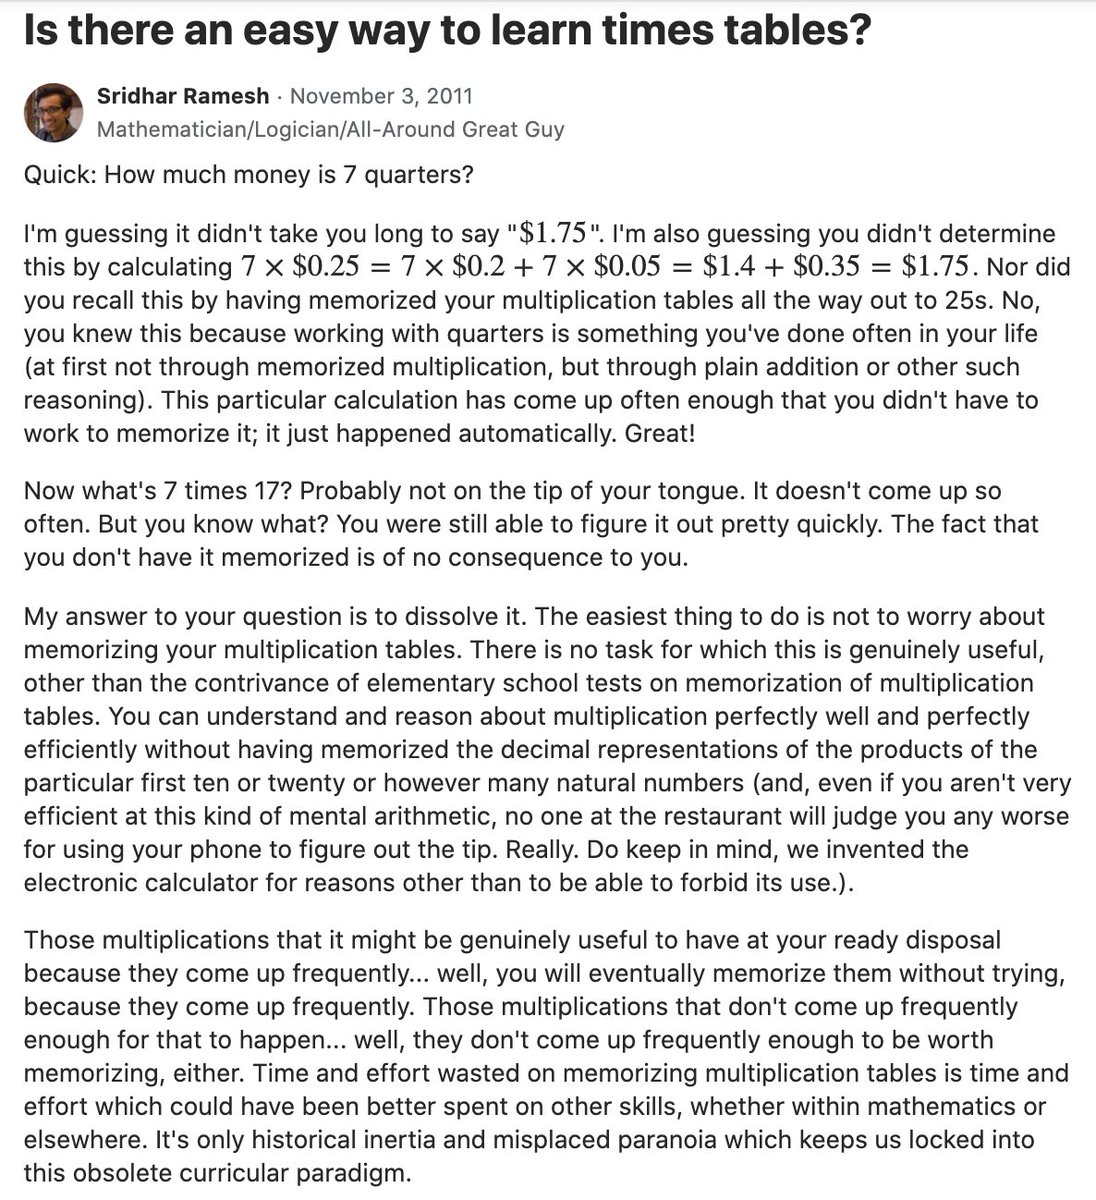 Is there an easy way to learn times tables?
Sridhar Ramesh · November 3, 2011
Mathematician/Logician/All-Around Great Guy
Quick: How much money is 7 quarters?
I'm guessing it didn't take you long to say "$1.75". I'm also guessing you didn't determine
this by calculating 7 × $0.25 = 7 × $0.2 + 7 × $0.05 = $1.4 + $0.35 = $1.75. Nor did
you recall this by having memorized your multiplication tables all the way out to 25s. No,
you knew this because working with quarters is something you've done often in your life
(at first not through memorized multiplication, but through plain addition or other such
reasoning). This particular calculation has come up often enough that you didn't have to
work to memorize it; it just happened automatically. Great!
Now what's 7 times 17? Probably not on the tip of your tongue. It doesn't come up so
often. But you know what? You were still able to figure it out pretty quickly. The fact that
you don't have it memorized is of no consequence to you.
My answer to your question is to dissolve it. The easiest thing to do is not to worry about
memorizing your multiplication tables. There is no task for which this is genuinely useful,
other than the contrivance of elementary school tests on memorization of multiplication
tables. You can understand and reason about multiplication perfectly well and perfectly
efficiently without having memorized the decimal representations of the products of the
particular first ten or twenty or however many natural numbers (and, even if you aren't very
efficient at this kind of mental arithmetic, no one at the restaurant will judge you any worse
for using your phone to figure out the tip. Really. Do keep in mind, we invented the
electronic calculator for reasons other than to be able to forbid its use.).
Those multiplications that it might be genuinely useful to have at your ready disposal
because they come up frequently... well, you will eventually memorize them without trying,
because they come up frequently. Those multiplications that don't come up frequently
enough for that to happen... well, they don't come up frequently enough to be worth
memorizing, either. Time and effort wasted on memorizing multiplication tables is time and
effort which could have been better spent on other skills, whether within mathematics or
elsewhere. It's only historical inertia and misplaced paranoia which keeps us locked into
this obsolete curricular paradigm.